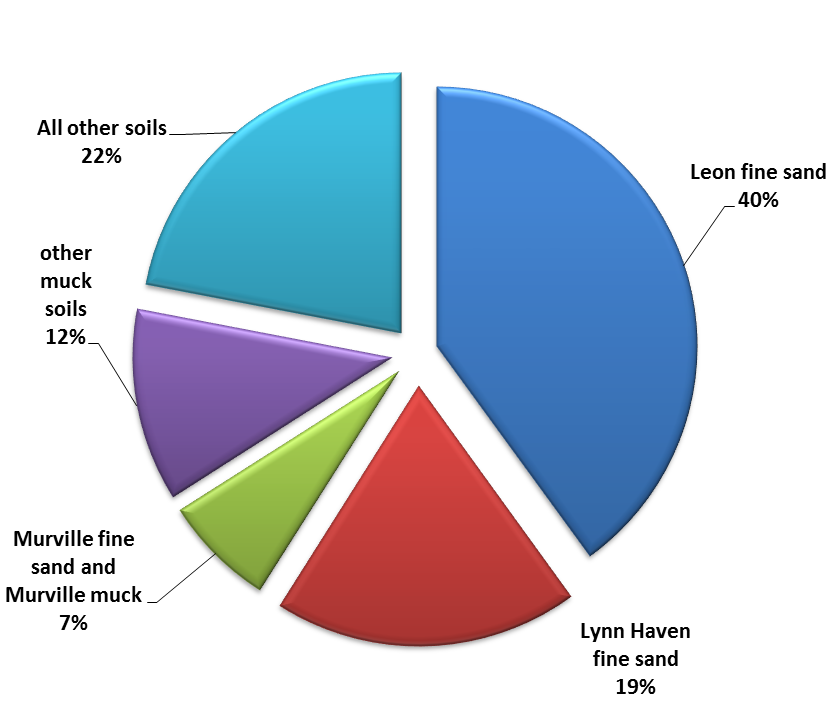 All other soils
22%
Leon fine sand
40%
other
muck
soils
12%
Murville fine
sand and
Murville muck
7%
Lynn Haven
fine sand
19%